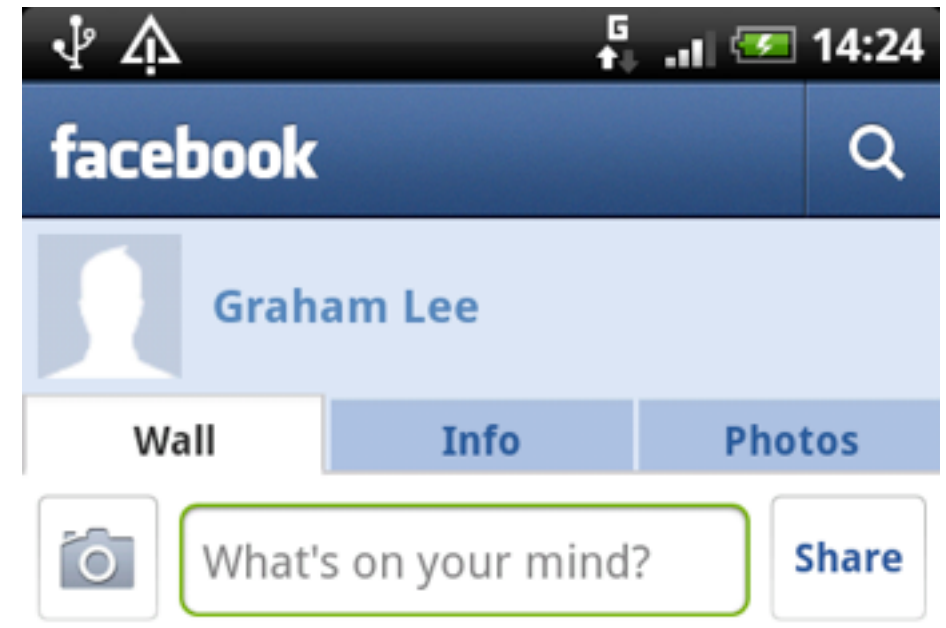 G 14:24
facebook
Graham Lee
Wall Info Photos
What's on your mind? Share